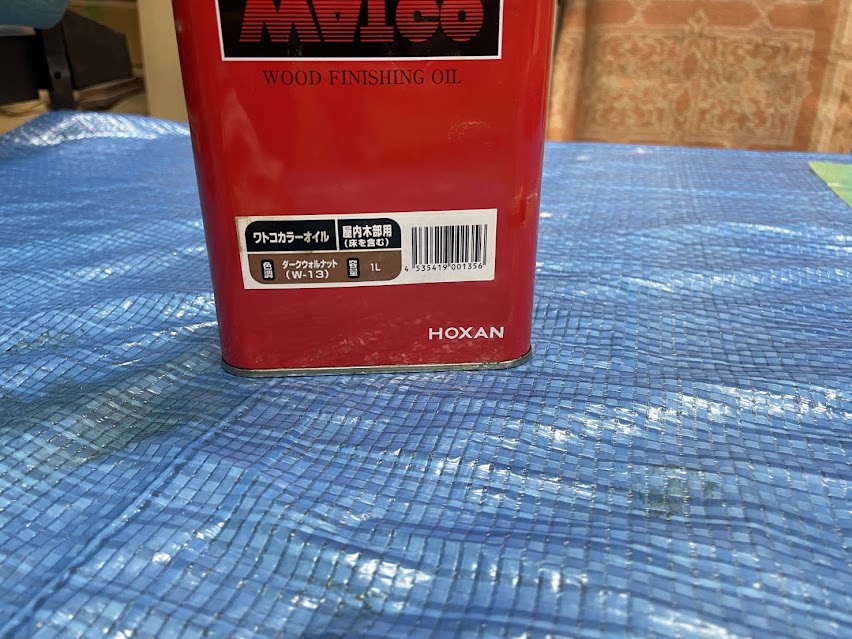 WATCO
WOOD FINISHING OIL
ワトコカラーオイル
屋内木部用
(床を含む)
色調
ダークウォルナット
(W-13)
容量
1L
4 535419 001356
HOXAN